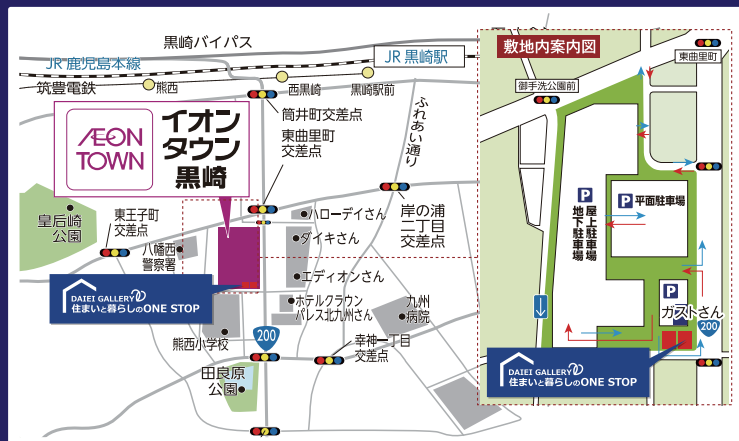 黒崎バイパス
JR 鹿児島本線
JR 黒崎駅
筑豊電鉄
熊西
西黒崎
黒崎駅前
筒井町交差点
東曲里町
交差点
ふれあい通り
ÆON
TOWN
イオン
タウン
黒崎
皇后崎
公園
東王子町
交差点
八幡西
警察署
ハローデイさん
ダイキさん
エディオンさん
ホテルクラウン
パレス北九州さん
岸の浦
二丁目
交差点
九州
病院
DAIEI GALLERY
住まいと暮らしのONE STOP
熊西小学校
200
幸神一丁目
交差点
田良原
公園
敷地内案内図
東曲里町
御手洗公園前
P
屋上駐車場
地下駐車場
P 平面駐車場
P
ガストさん
200
DAIEI GALLERY
住まいと暮らしのONE STOP